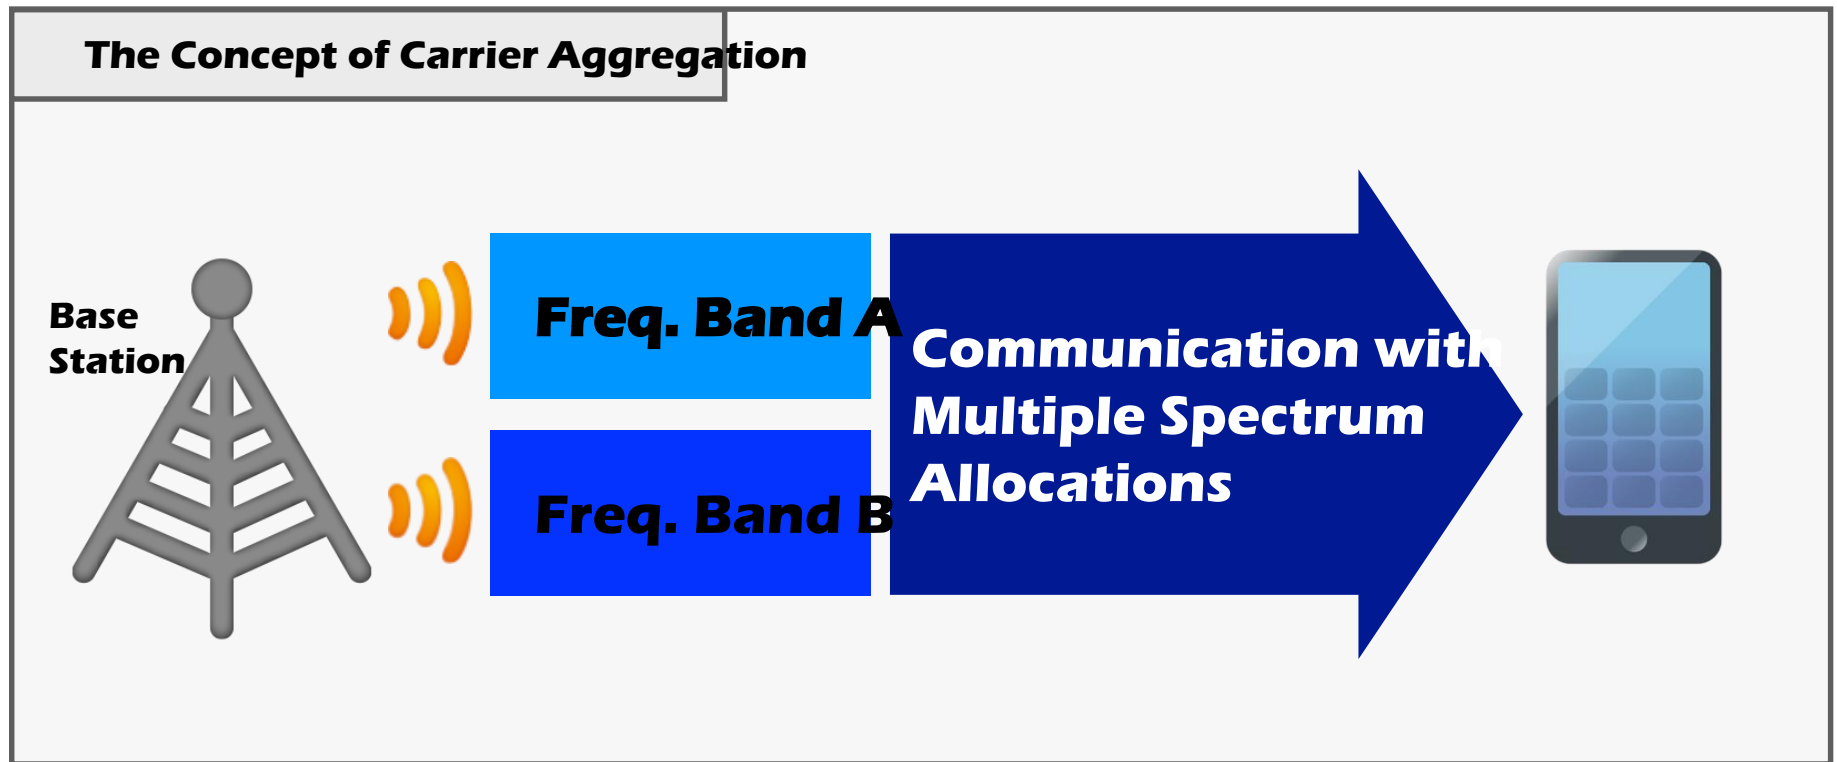 The Concept of Carrier Aggregation
Base
Station
Freq. Band A
Freq. Band B
Communication with
Multiple Spectrum
Allocations